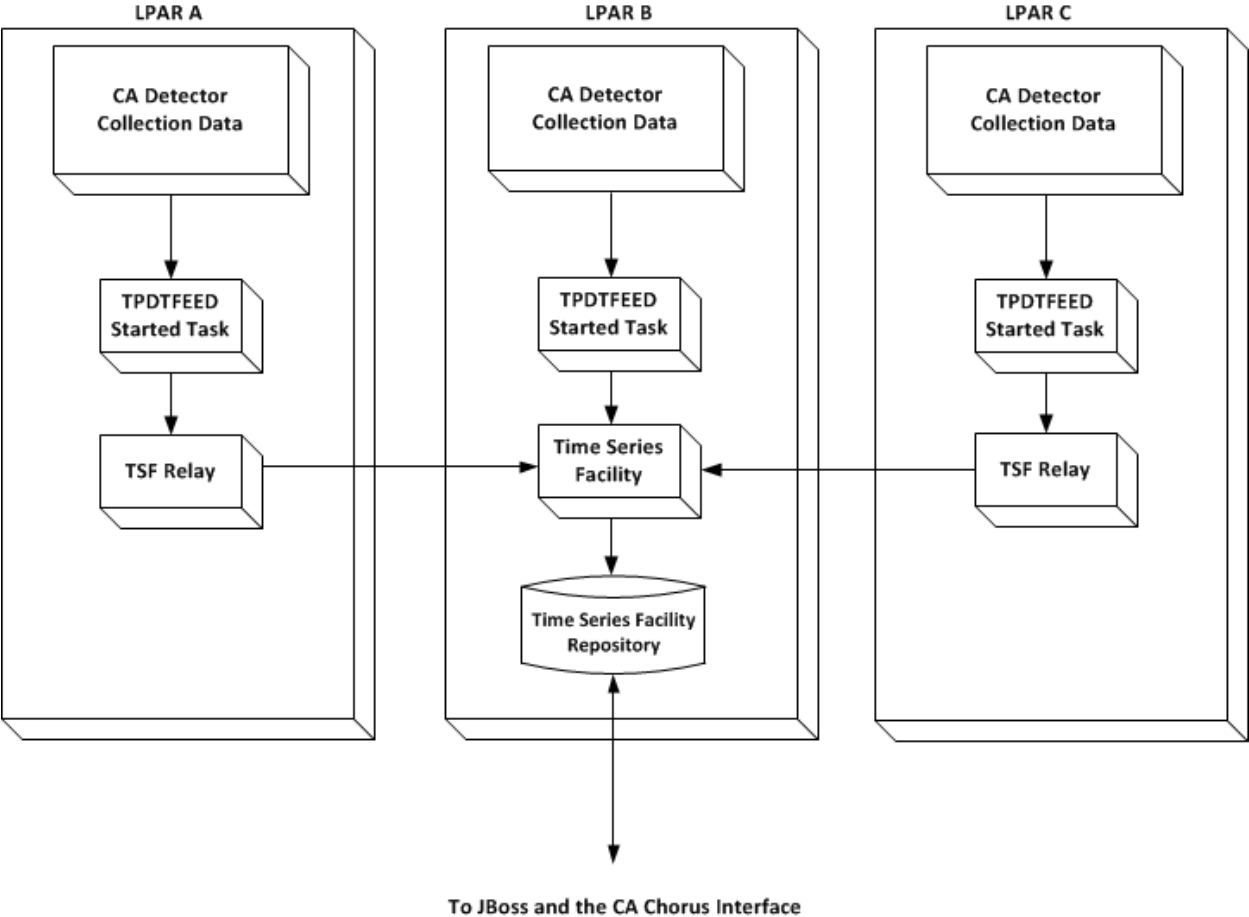 LPAR A
LPAR B
LPAR C
CA Detector
Collection Data
CA Detector
Collection Data
CA Detector
Collection Data
TPDTFEED
Started Task
TPDTFEED
Started Task
TPDTFEED
Started Task
TSF Relay
Time Series
Facility
TSF Relay
Time Series Facility
Repository
To JBoss and the CA Chorus Interface